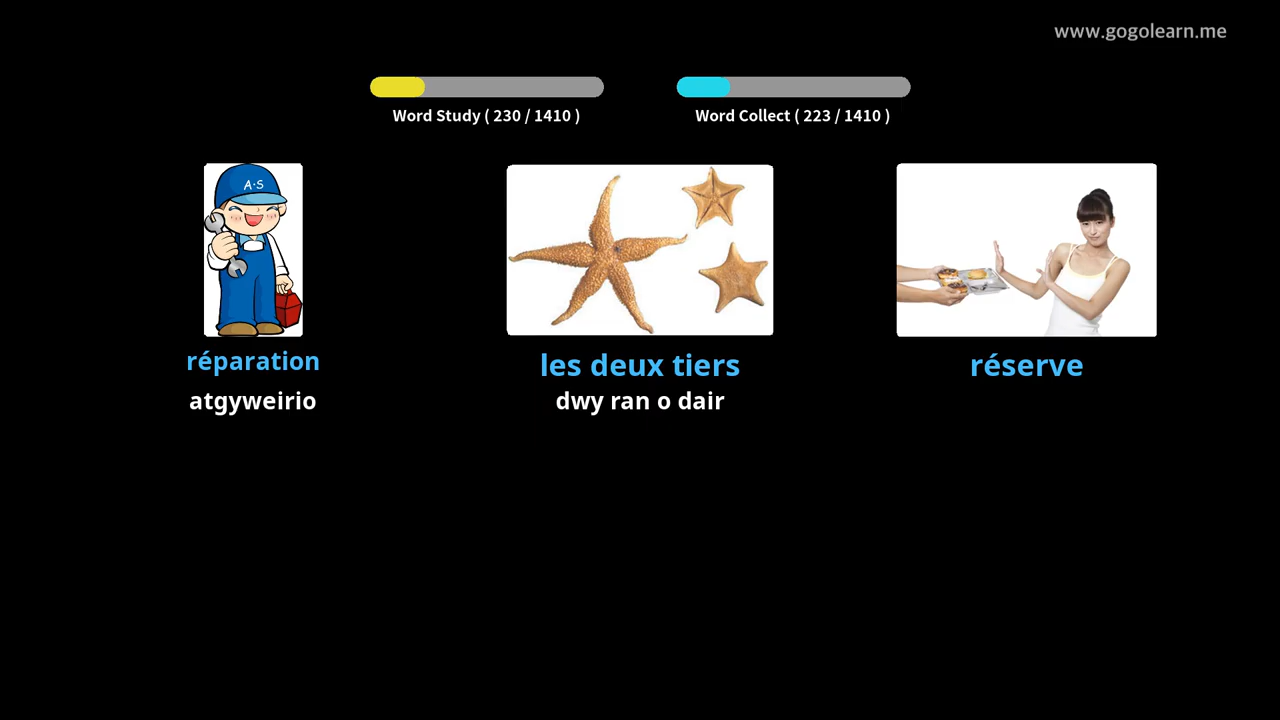 www.gogolearn.me
Word Study ( 230 / 1410 )
Word Collect ( 223 / 1410 )
A·S
réparation
atgyweirio
les deux tiers
dwy ran o dair
réserve